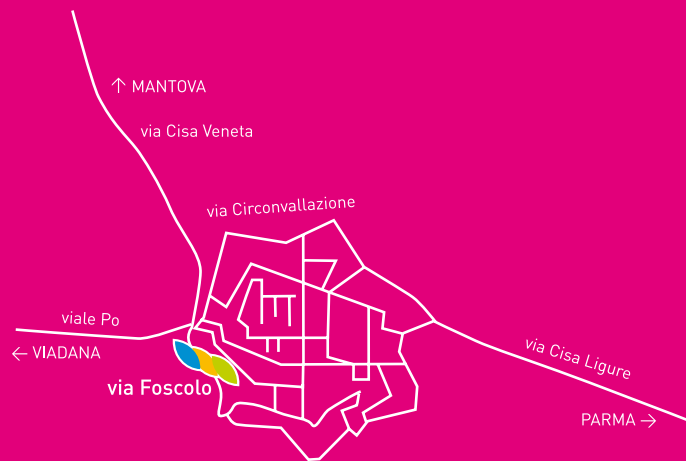 ↑ MANTOVA
via Cisa Veneta
via Circonvallazione
viale Po
← VIADANA
via Foscolo
via Cisa Ligure
PARMA →